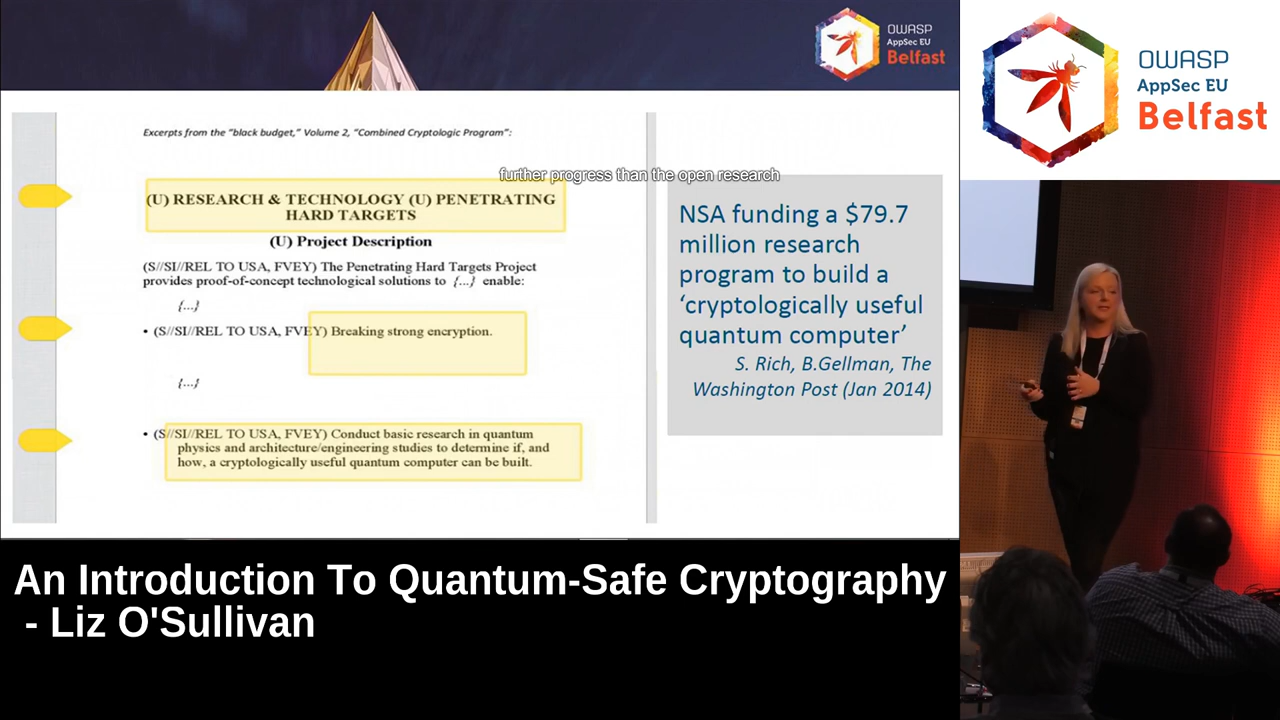 OWASP
AppSec EU
Belfast
Excerpts from the “black budget,” Volume 2, “Combined Cryptologic Program”:
further progress than the open research
(U) RESEARCH & TECHNOLOGY (U) PENETRATING
HARD TARGETS
(U) Project Description
(S//SI//REL TO USA, FVEY) The Penetrating Hard Targets Project
provides proof-of-concept technological solutions to {...} enable:
{...}
• (S//SI//REL TO USA, FVEY) Breaking strong encryption.
{...}
• (S//SI//REL TO USA, FVEY) Conduct basic research in quantum
physics and architecture/engineering studies to determine if, and
how, a cryptologically useful quantum computer can be built.
NSA funding a $79.7
million research
program to build a
‘cryptologically useful
quantum computer’
S. Rich, B.Gellman, The
Washington Post (Jan 2014)
OWASP
AppSec EU
Belfast
An Introduction To Quantum-Safe Cryptography
- Liz O'Sullivan